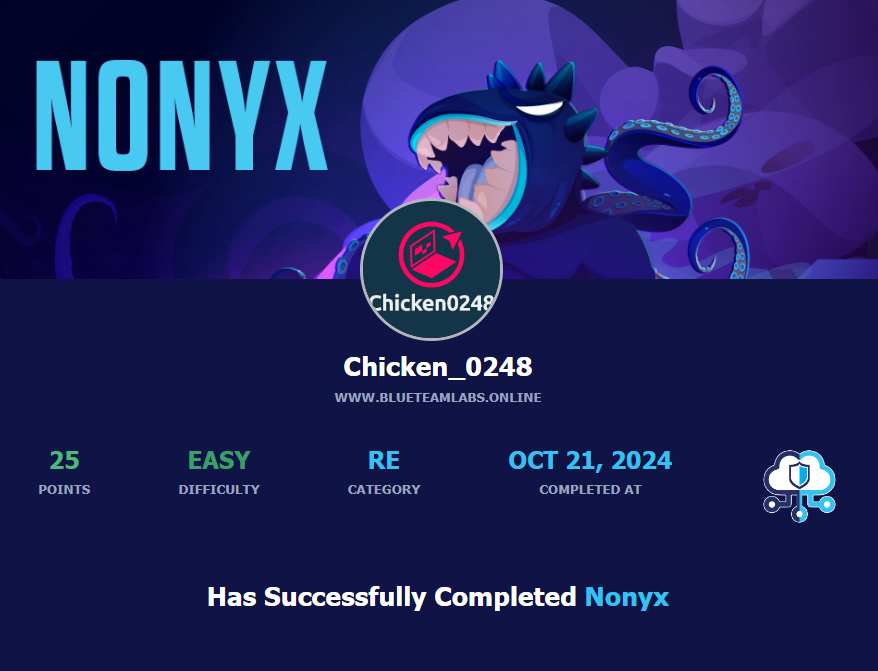 NONYX
Chicken0248
Chicken_0248
WWW.BLUETEAMLABS.ONLINE
25 EASY RE OCT 21, 2024
POINTS DIFFICULTY CATEGORY COMPLETED AT
Has Successfully Completed Nonyx